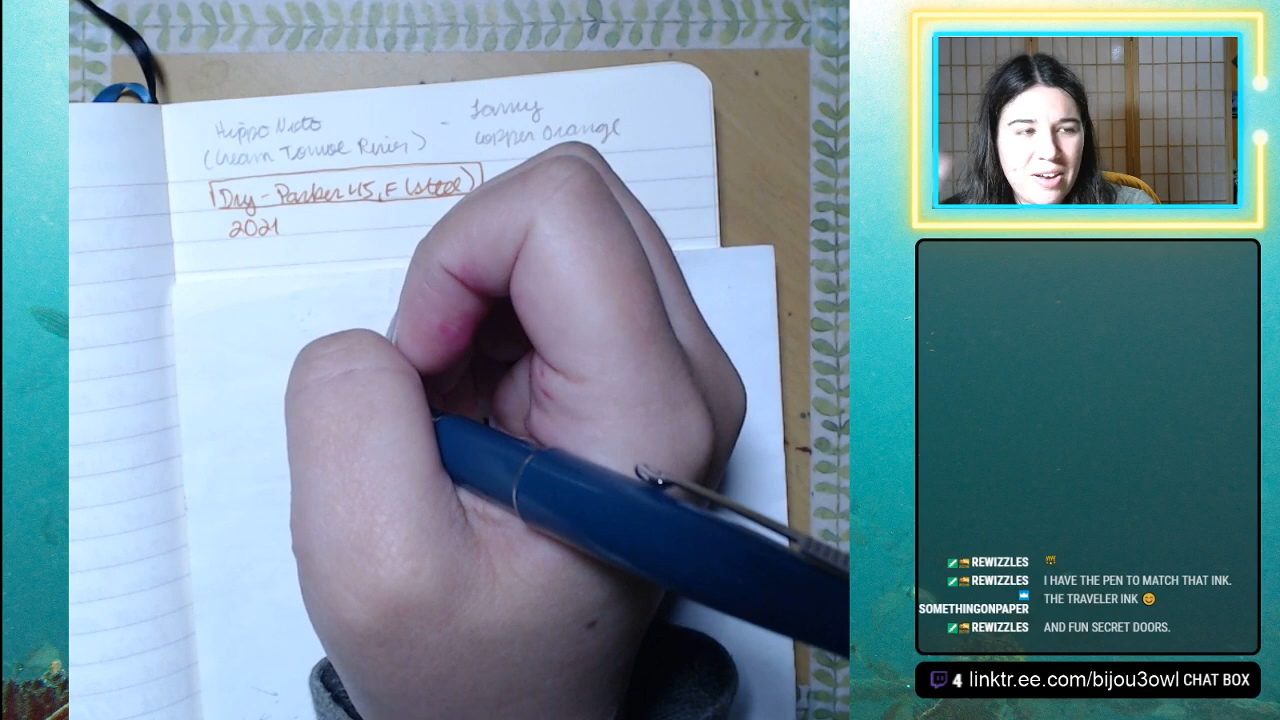 Hippo Noto
(Cream Tomoe River) - Lamy
Copper Orange
Dry - Parker 45, F (steel)
2021
REWIZZLES
REWIZZLES I HAVE THE PEN TO MATCH THAT INK.
SOMETHINGONPAPER THE TRAVELER INK 😊
REWIZZLES AND FUN SECRET DOORS.
4 linktr.ee.com/bijou3owl CHAT BOX